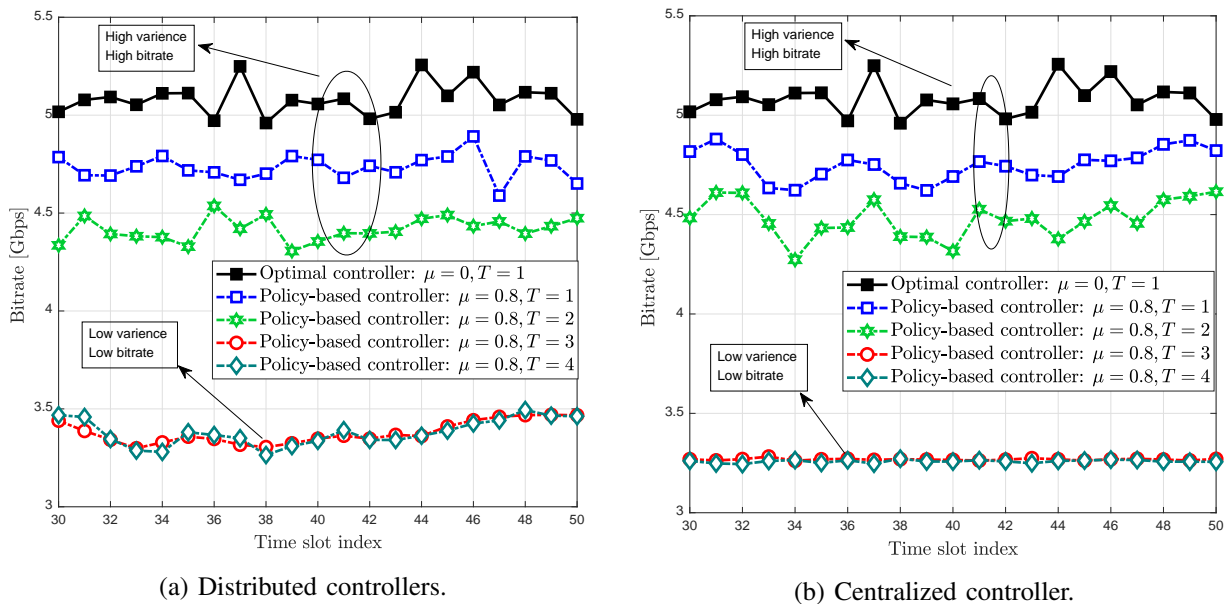 5.5
5
4.5
4
3.5
3
Bitrate [Gbps]
High varience
High bitrate
Optimal controller: μ = 0, T = 1
Policy-based controller: μ = 0.8, T = 1
Policy-based controller: μ = 0.8, T = 2
Policy-based controller: μ = 0.8, T = 3
Policy-based controller: μ = 0.8, T = 4
Low varience
Low bitrate
30 32 34 36 38 40 42 44 46 48 50
Time slot index
(a) Distributed controllers.
5.5
5
4.5
4
3.5
3
Bitrate [Gbps]
High varience
High bitrate
Optimal controller: μ = 0, T = 1
Policy-based controller: μ = 0.8, T = 1
Policy-based controller: μ = 0.8, T = 2
Policy-based controller: μ = 0.8, T = 3
Policy-based controller: μ = 0.8, T = 4
Low varience
Low bitrate
30 32 34 36 38 40 42 44 46 48 50
Time slot index
(b) Centralized controller.